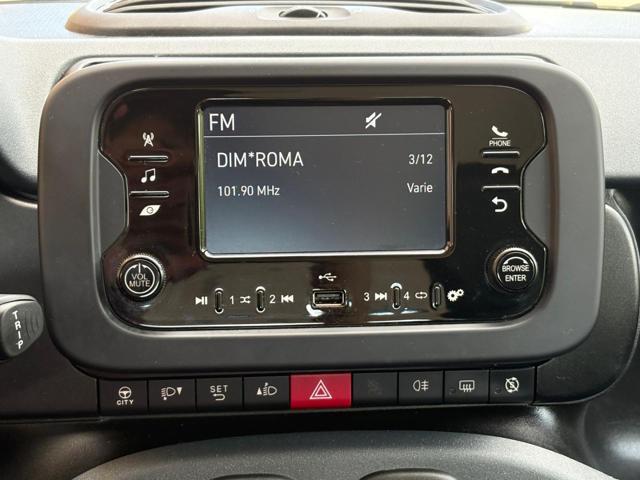 FM
DIM*ROMA 3/12
101.90 MHz Varie
PHONE
VOL
MUTE
BROWSE
ENTER
1 2 3 4
TRIP
CITY
SET